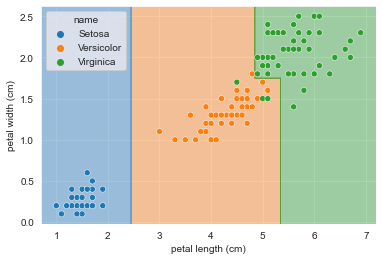 name
Setosa
Versicolor
Virginica
petal width (cm)
2.5
2.0
1.5
1.0
0.5
0.0
1 2 3 4 5 6 7
petal length (cm)